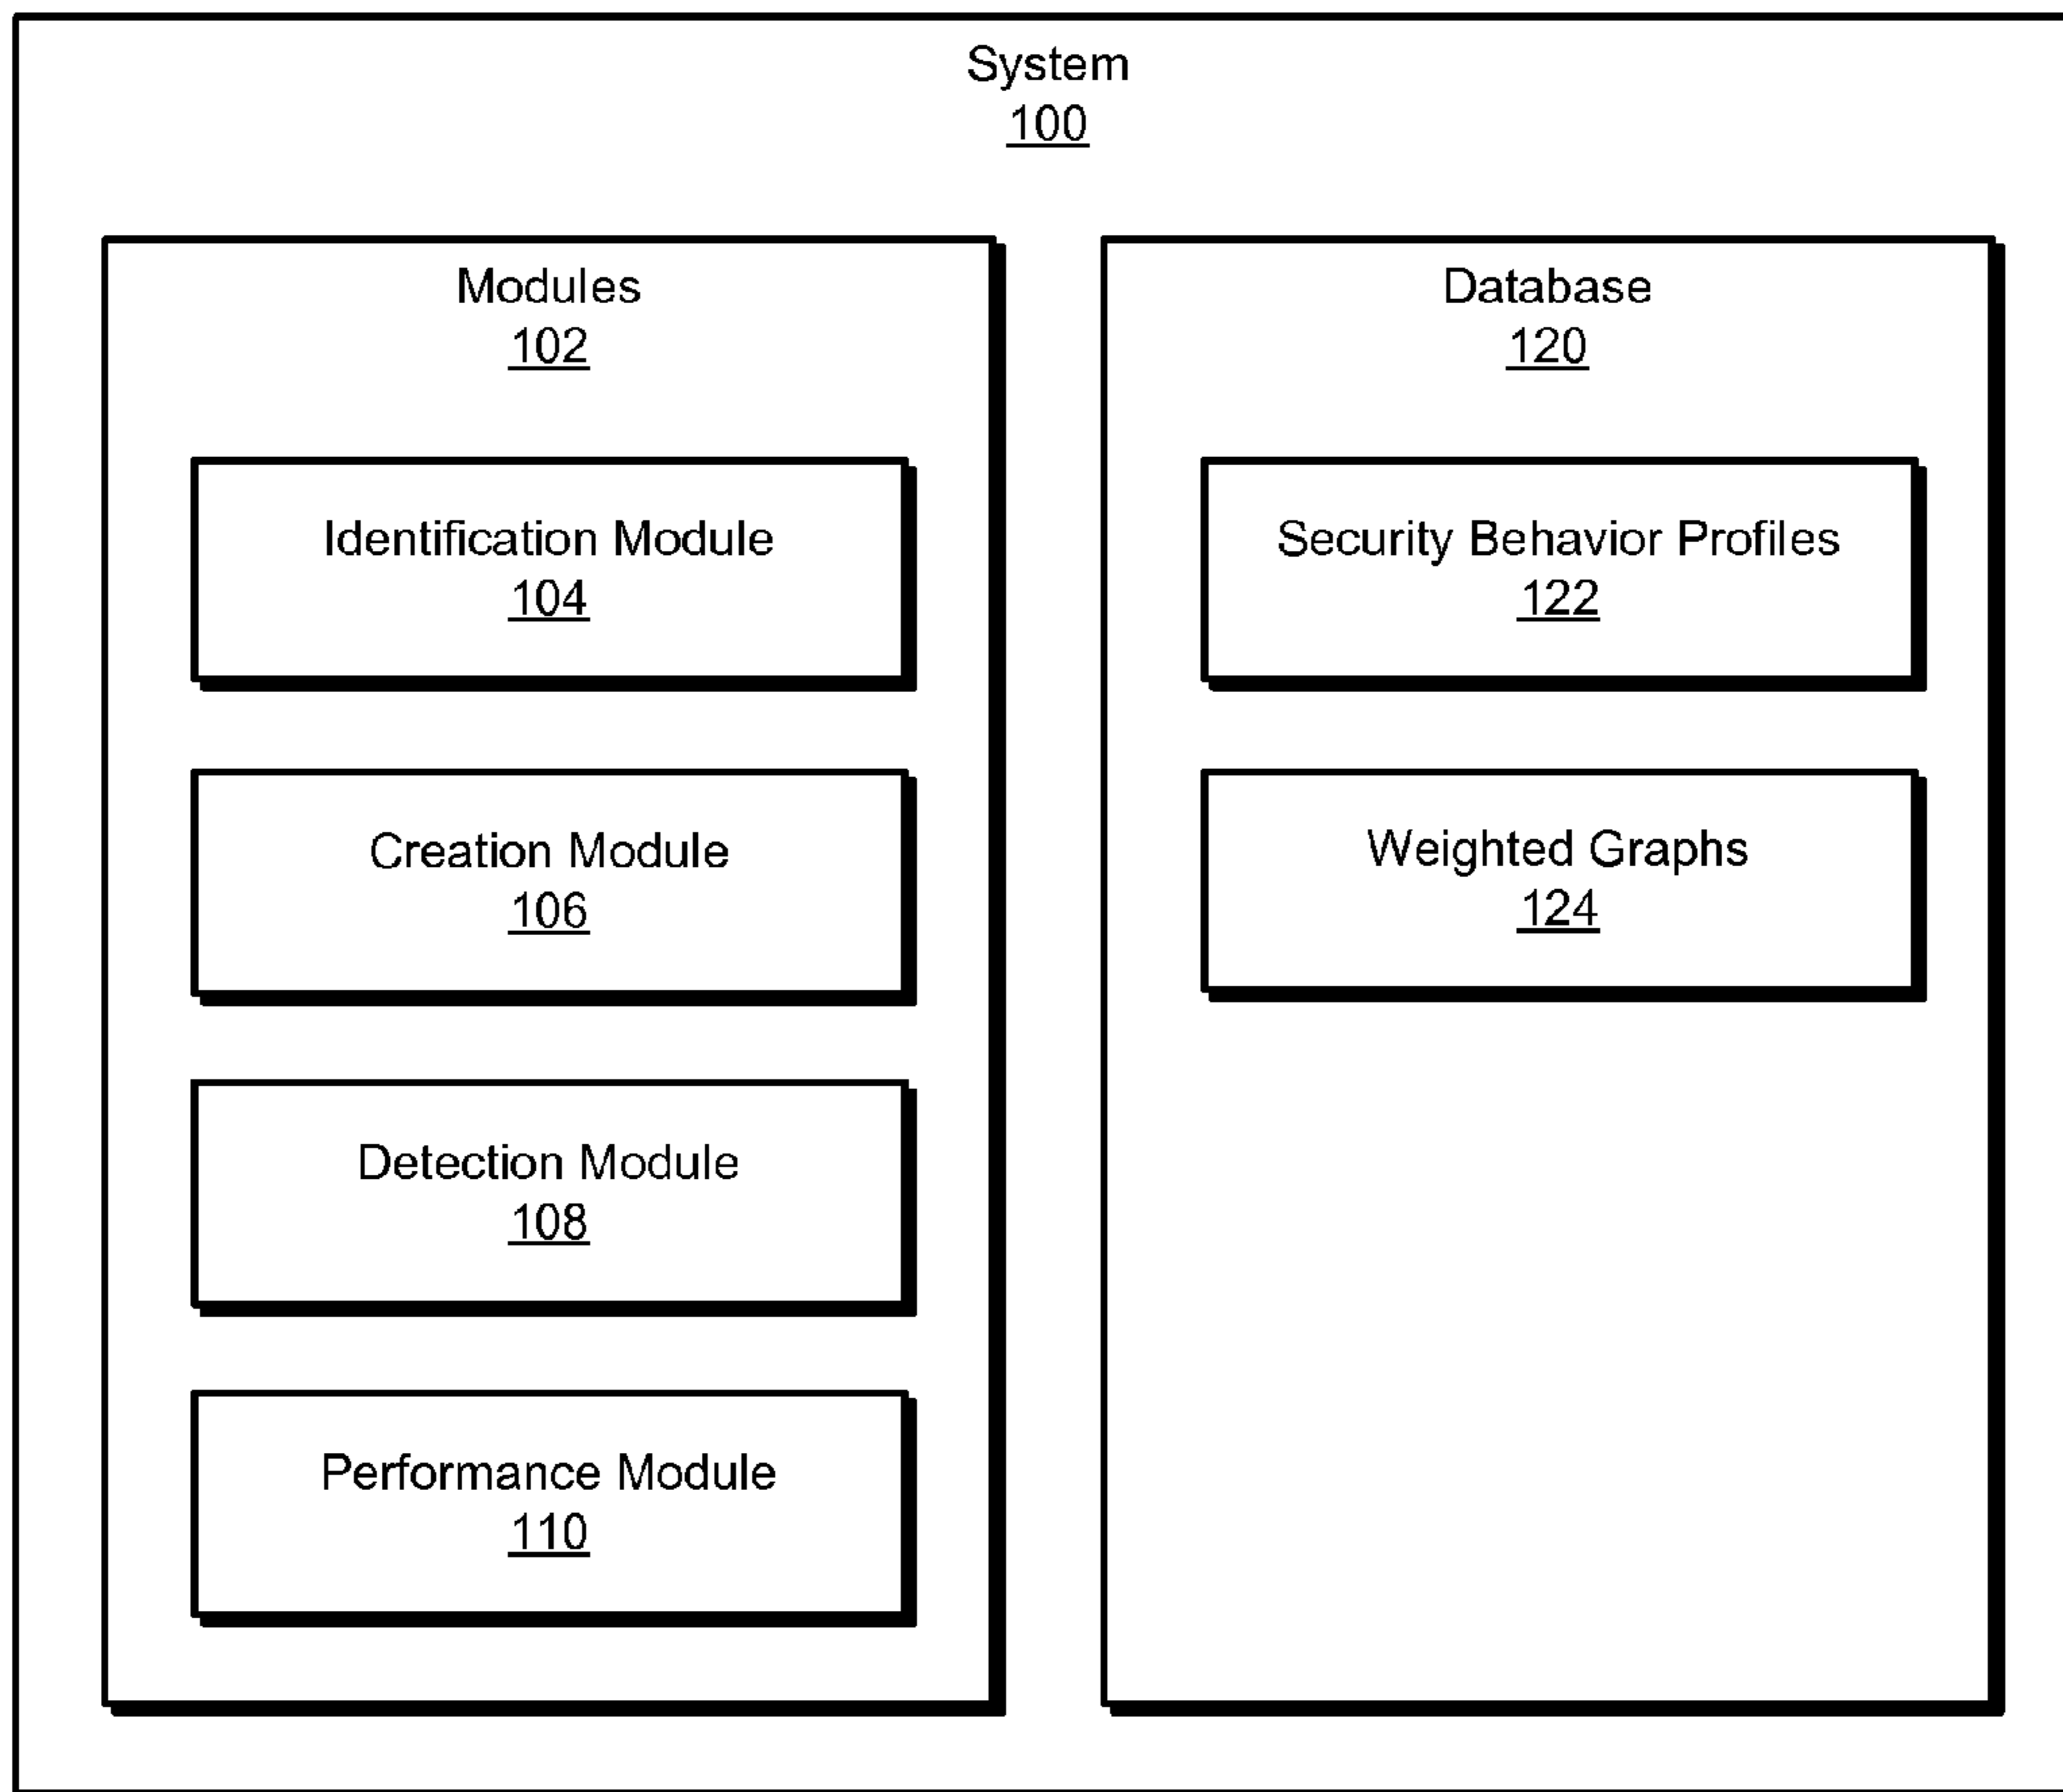 System
100
Modules
102
Identification Module
104
Creation Module
106
Detection Module
108
Performance Module
110
Database
120
Security Behavior Profiles
122
Weighted Graphs
124